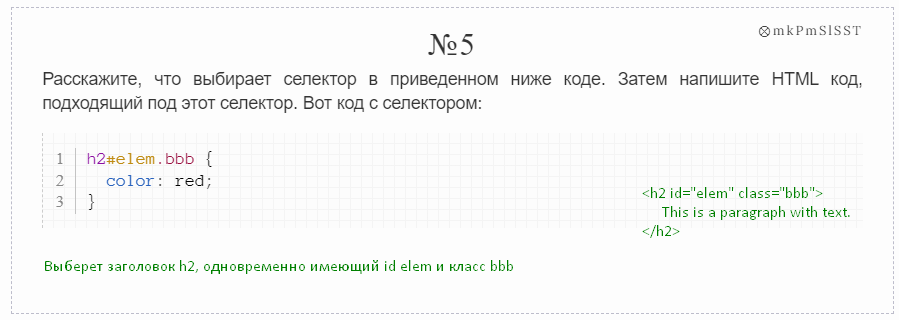 ⊗mkPmSlSST
№5
Расскажите, что выбирает селектор в приведенном ниже коде. Затем напишите HTML код,
подходящий под этот селектор. Вот код с селектором:
1 h2#elem.bbb {
2 color: red;
3 }
<h2 id="elem" class="bbb">
This is a paragraph with text.
</h2>
Выберет заголовок h2, одновременно имеющий id elem и класс bbb